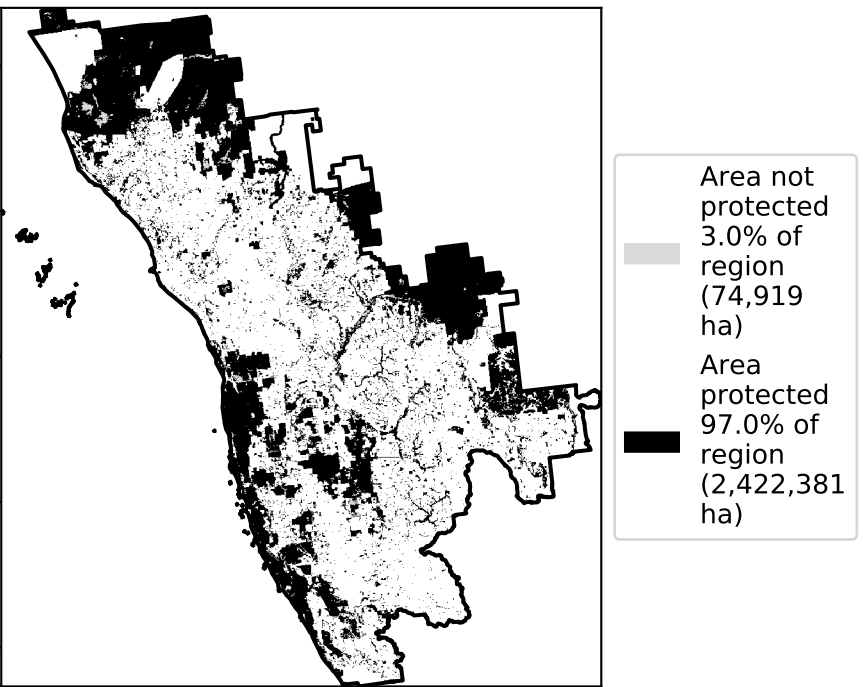 Area not
protected
3.0% of
region
(74,919
ha)
Area
protected
97.0% of
region
(2,422,381
ha)